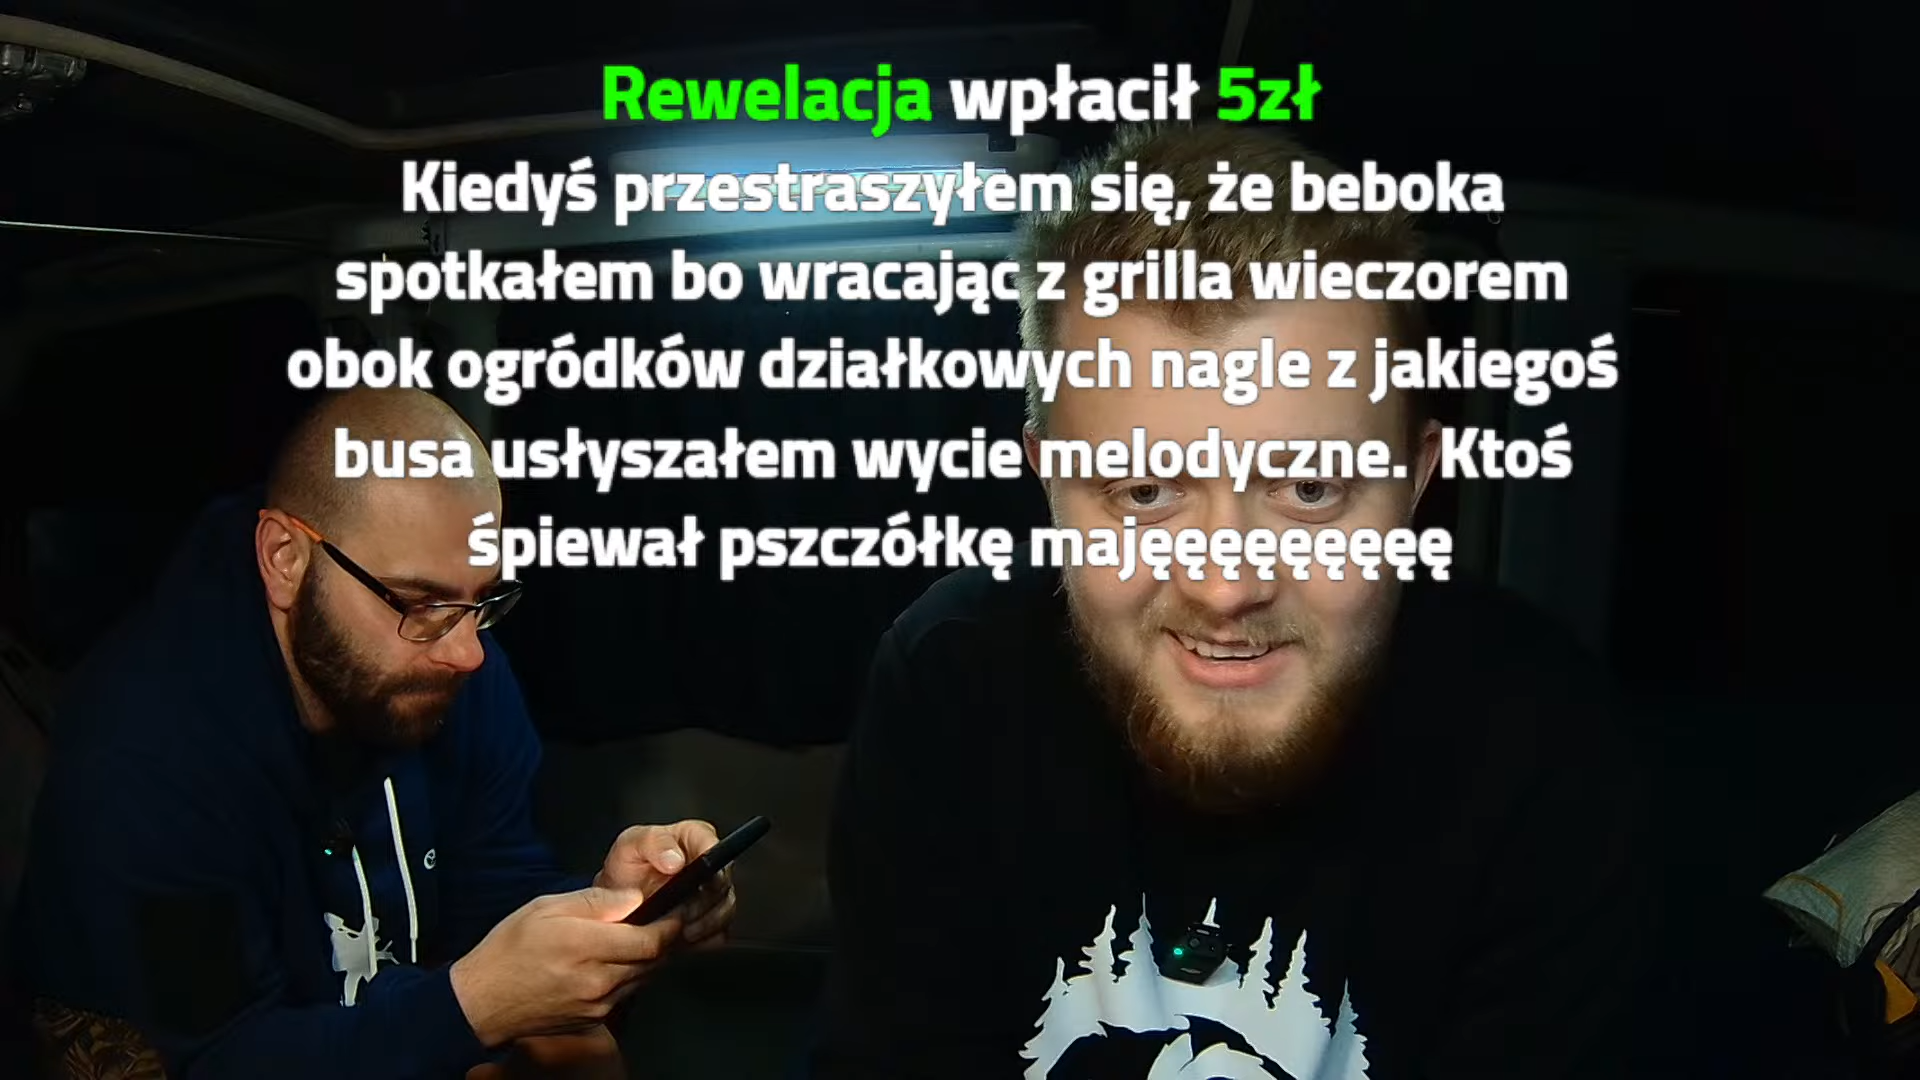 Rewelacja wpłacił 5zł
Kiedyś przestraszyłem się, że beboka
spotkałem bo wracając z grilla wieczorem
obok ogródków działkowych nagle z jakiegoś
busa usłyszałem wycie melodyczne. Ktoś
śpiewał pszczółkę majęęęęęęęęęę